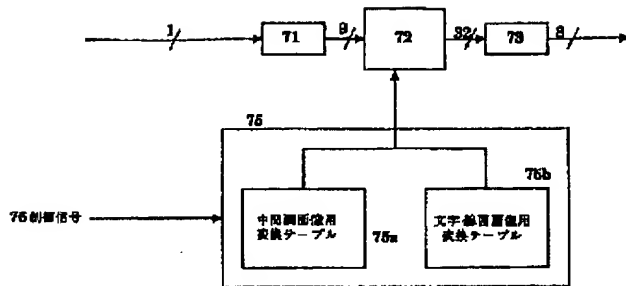 1
71
9
72
32
73
8
75
75b
中間調画像用
変換テーブル
75a
文字・線画画像用
変換テーブル
76制御信号